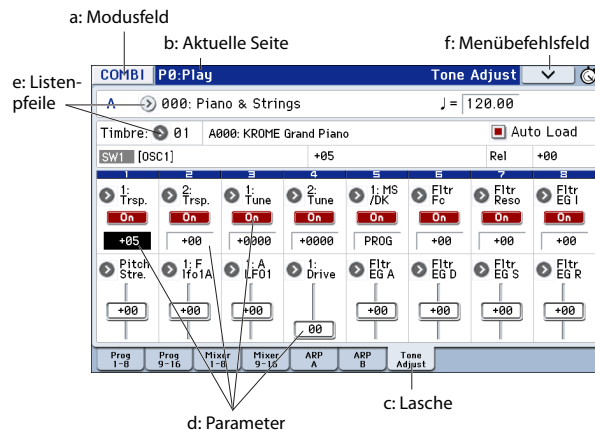 a: Modusfeld
b: Aktuelle Seite
f: Menübefehlsfeld
e: Listen-
pfeile
COMBI P0:Play Tone Adjust
A 000: Piano & Strings ♩= 120.00
Timbre: 01 A000: KROME Grand Piano Auto Load
SW1 [OSC1] +05 Rel +00
1 2 3 4 5 6 7 8
1: Trsp. 2: Trsp. 1: Tune 2: Tune 1: MS /DK Fltr Fc Fltr Reso Fltr EG I
On On On On On On On On
+05 +00 +0000 +0000 PROG +00 +00 +00
Pitch Stre. 1: F lfo1A 1: A LFO1 1: Drive Fltr EG A Fltr EG D Fltr EG S Fltr EG R
+00 +00 +00 00 +00 +00 +00 +00
Prog 1-8 Prog 9-16 Mixer 1-8 Mixer 9-16 ARP A ARP B Tone Adjust
c: Lasche
d: Parameter